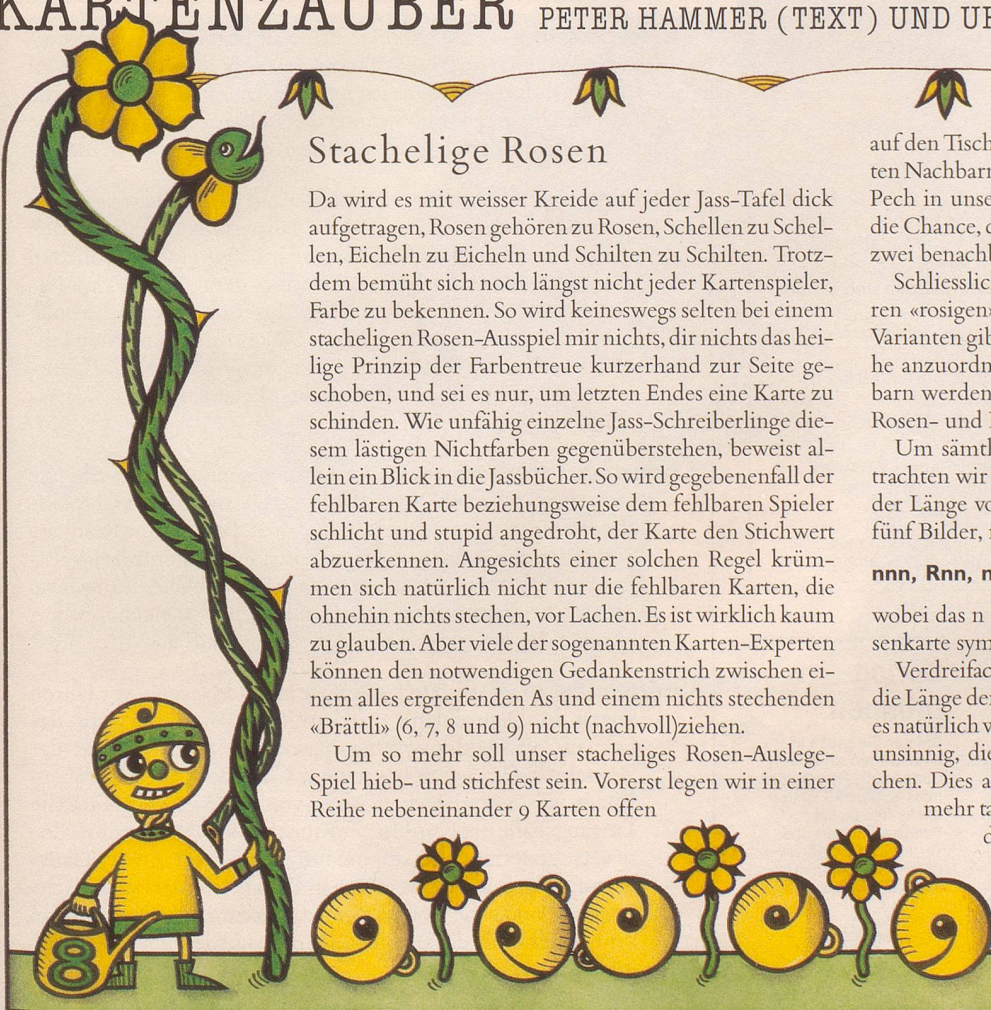 KARTENZAUBER PETER HAMMER (TEXT) UND
Stachelige Rosen
Da wird es mit weisser Kreide auf jeder Jass-Tafel dick
aufgetragen, Rosen gehören zu Rosen, Schellen zu Schel-
len, Eicheln zu Eicheln und Schilten zu Schilten. Trotz-
dem bemüht sich noch längst nicht jeder Kartenspieler,
Farbe zu bekennen. So wird keineswegs selten bei einem
stacheligen Rosen-Ausspiel mir nichts, dir nichts das hei-
lige Prinzip der Farbentreue kurzerhand zur Seite ge-
schoben, und sei es nur, um letzten Endes eine Karte zu
schinden. Wie unfähig einzelne Jass-Schreiberlinge die-
sem lästigen Nichtfarben gegenüberstehen, beweist al-
lein ein Blick in die Jassbücher. So wird gegebenenfall der
fehlbaren Karte beziehungsweise dem fehlbaren Spieler
schlicht und stupid angedroht, der Karte den Stichwert
abzuerkennen. Angesichts einer solchen Regel krüm-
men sich natürlich nicht nur die fehlbaren Karten, die
ohnehin nichts stechen, vor Lachen. Es ist wirklich kaum
zu glauben. Aber viele der sogenannten Karten-Experten
können den notwendigen Gedankenstrich zwischen ei-
nem alles ergreifenden As und einem nichts stechenden
«Brättli» (6, 7, 8 und 9) nicht (nachvoll)ziehen.
Um so mehr soll unser stacheliges Rosen-Auslege-
Spiel hieb- und stichfest sein. Vorerst legen wir in einer
Reihe nebeneinander 9 Karten offen
auf den Tisch
ten Nachbarn
Pech in unse
die Chance,
zwei benachb
Schliesslic
ren «rosigen»
Varianten gib
he anzuordn
barn werden
Rosen- und
Um sämtl
trachten wir
der Länge vo
fünf Bilder,
nnn, Rnn, n
wobei das n
senkarte sym
Verdreifac
die Länge de
es natürlich
unsinnig, die
chen. Dies a
mehr ta
8